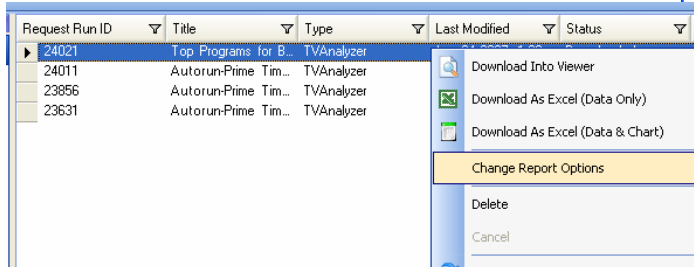 Request Run ID Title Type Last Modified Status
24021 Top Programs for B... TVAnalyzer
24011 Autorun-Prime Tim... TVAnalyzer
23856 Autorun-Prime Tim... TVAnalyzer
23631 Autorun-Prime Tim... TVAnalyzer
Download Into Viewer
Download As Excel (Data Only)
Download As Excel (Data & Chart)
Change Report Options
Delete
Cancel